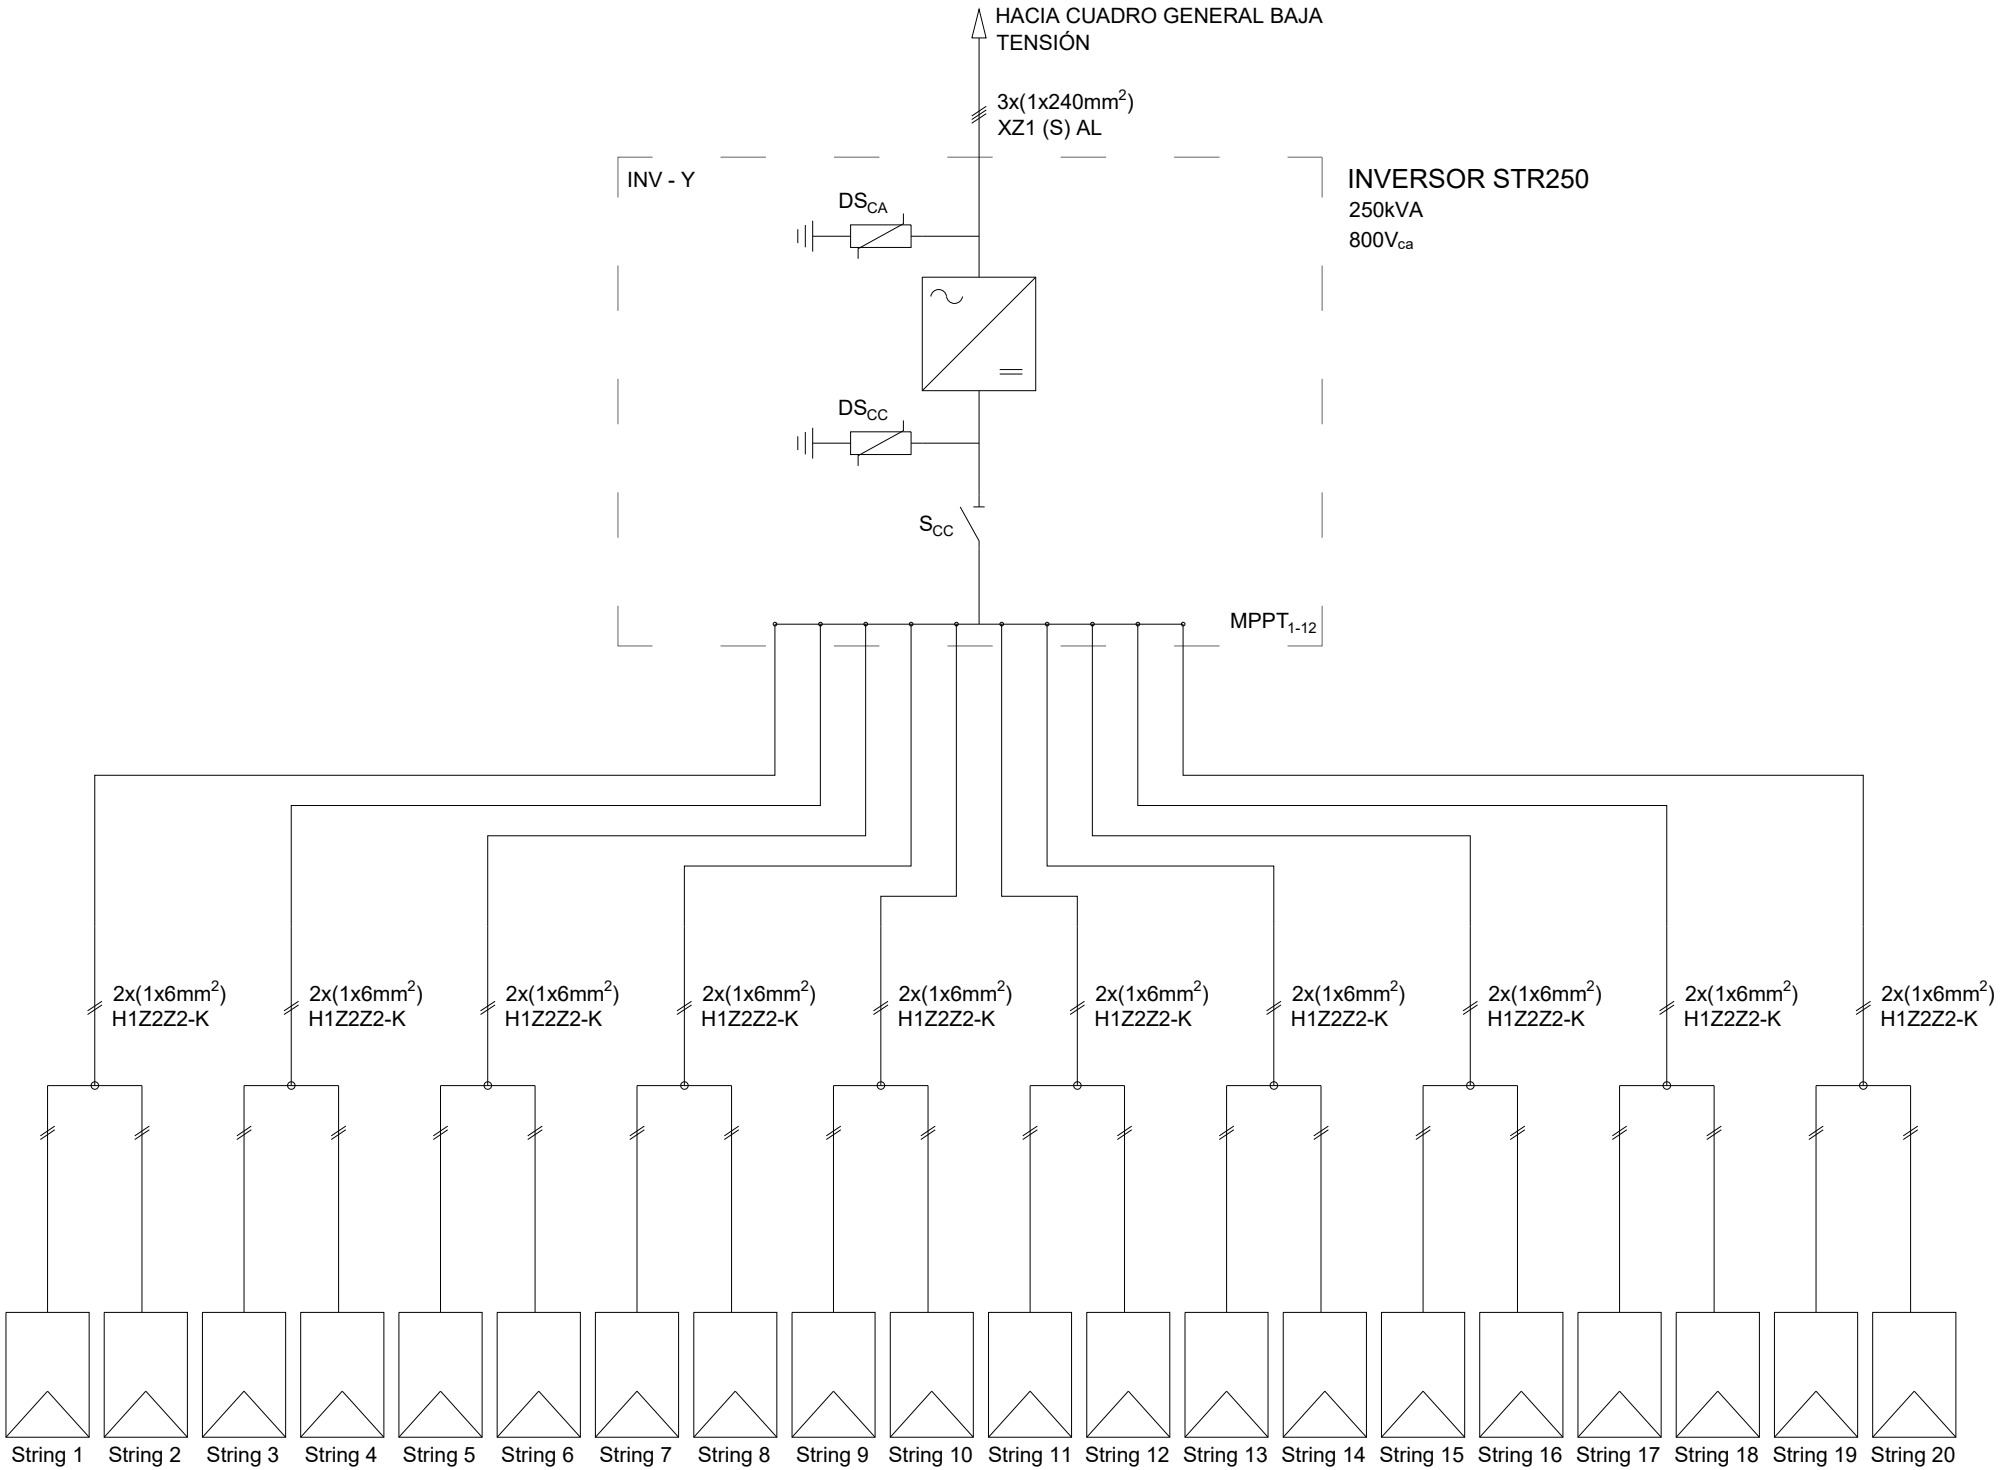 HACIA CUADRO GENERAL BAJA
TENSIÓN
3x(1x240mm²)
XZ1 (S) AL
INV - Y
INVERSOR STR250
250kVA
800Vca
DSCA
DSCC
SCC
MPPT1-12
2x(1x6mm²)
H1Z2Z2-K
2x(1x6mm²)
H1Z2Z2-K
2x(1x6mm²)
H1Z2Z2-K
2x(1x6mm²)
H1Z2Z2-K
2x(1x6mm²)
H1Z2Z2-K
2x(1x6mm²)
H1Z2Z2-K
2x(1x6mm²)
H1Z2Z2-K
2x(1x6mm²)
H1Z2Z2-K
2x(1x6mm²)
H1Z2Z2-K
2x(1x6mm²)
H1Z2Z2-K
String 1
String 2
String 3
String 4
String 5
String 6
String 7
String 8
String 9
String 10
String 11
String 12
String 13
String 14
String 15
String 16
String 17
String 18
String 19
String 20